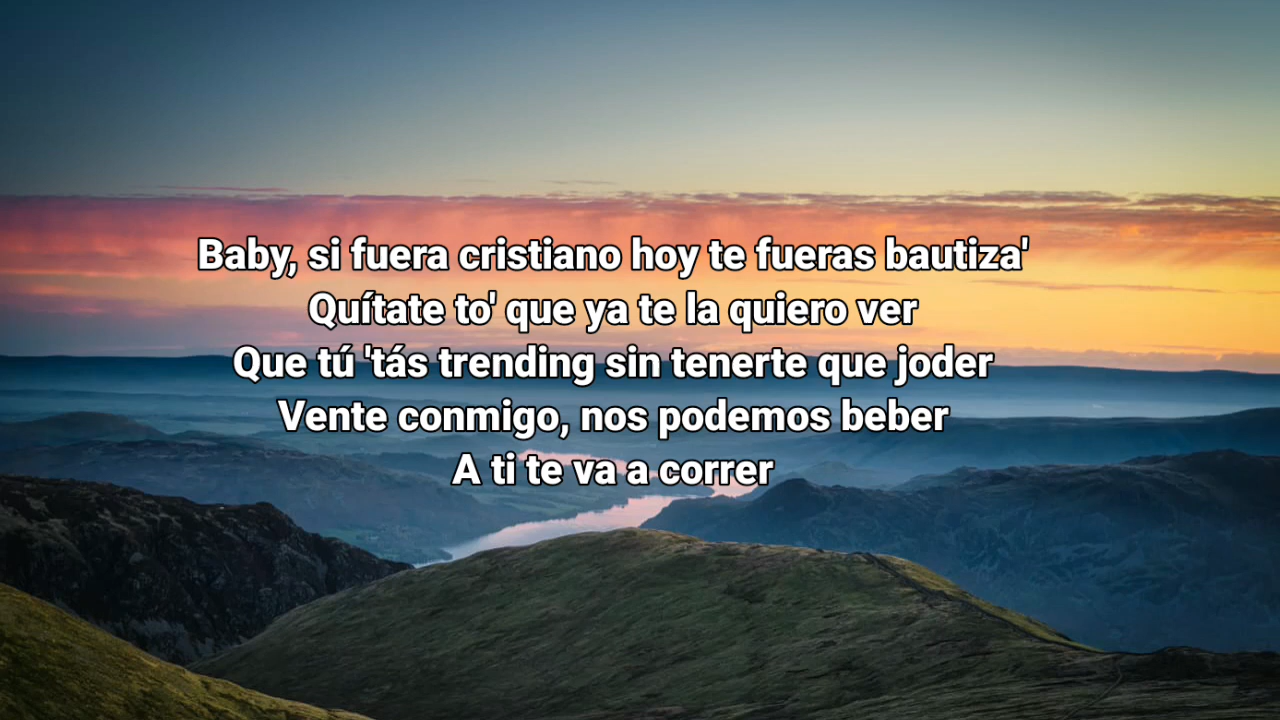 Baby, si fuera cristiano hoy te fueras bautiza'
Quítate to' que ya te la quiero ver
Que tú 'tás trending sin tenerte que joder
Vente conmigo, nos podemos beber
A ti te va a correr